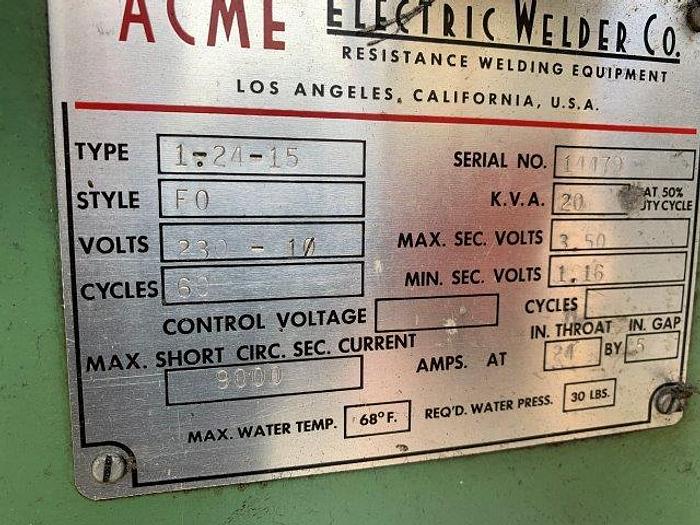 ACME ELECTRIC WELDER CO.
RESISTANCE WELDING EQUIPMENT
LOS ANGELES, CALIFORNIA, U.S.A.
TYPE 1-24-15 SERIAL NO. 14479
STYLE FO K.V.A. 20 AT 50% DUTY CYCLE
VOLTS 230 - 1Ø MAX. SEC. VOLTS 3.50
CYCLES 60 MIN. SEC. VOLTS 1.16
CONTROL VOLTAGE CYCLES
MAX. SHORT CIRC. SEC. CURRENT
9000 AMPS. AT 24 IN. THROAT BY IN. GAP
MAX. WATER TEMP. 68°F. REQ'D. WATER PRESS. 30 LBS.